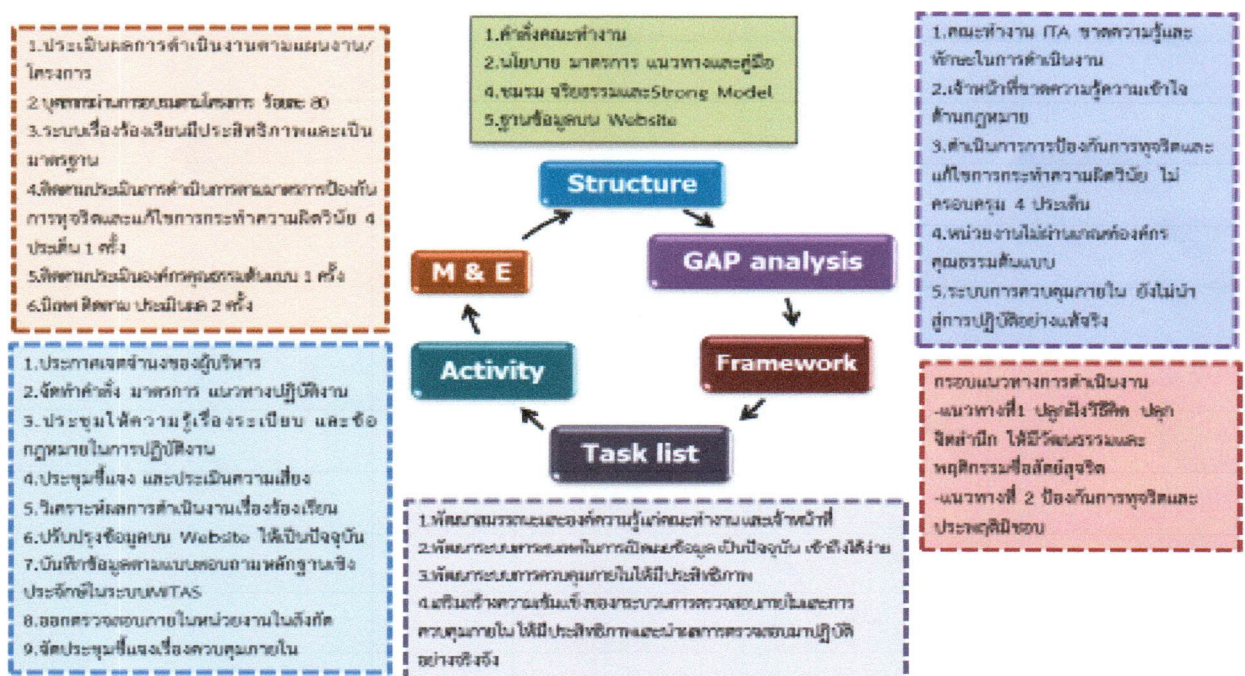 1.ประเมินผลการดำเนินงานตามแผนงาน/
โครงการ
2.บุคลากรผ่านการอบรมตามโครงการ ร้อยละ 80
3.ระบบเรื่องร้องเรียนมีประสิทธิภาพและเป็น
มาตรฐาน
4.ติดตามประเมินการดำเนินการตามมาตรการป้องกัน
การทุจริตและแก้ไขการกระทำความผิดวินัย 4
ประเด็น 1 ครั้ง
5.ติดตามประเมินองค์กรคุณธรรมต้นแบบ 1 ครั้ง
6.นิเทศ ติดตาม ประเมินผล 2 ครั้ง
1.คำสั่งคณะทำงาน
2.นโยบาย มาตรการ แนวทางและคู่มือ
4.ชมรม จริยธรรมและStrong Model
5.ฐานข้อมูลบน Website
1.คณะทำงาน ITA ขาดความรู้และ
ทักษะในการดำเนินงาน
2.เจ้าหน้าที่ขาดความรู้ความเข้าใจ
ด้านกฎหมาย
3.ดำเนินการการป้องกันการทุจริตและ
แก้ไขการกระทำความผิดวินัย ไม่
ครอบครุม 4 ประเด็น
4.หน่วยงานไม่ผ่านเกณฑ์องค์กร
คุณธรรมต้นแบบ
5.ระบบการควบคุมภายใน ยังไม่นำ
สู่การปฏิบัติอย่างแท้จริง
Structure
GAP analysis
Framework
Task list
Activity
M & E
1.ประกาศเจตจำนงของผู้บริหาร
2.จัดทำคำสั่ง มาตรการ แนวทางปฏิบัติงาน
3.ประชุมให้ความรู้เรื่องระเบียบ และข้อ
กฎหมายในการปฏิบัติงาน
4.ประชุมชี้แจง และประเมินความเสี่ยง
5.วิเคราะห์ผลการดำเนินงานเรื่องร้องเรียน
6.ปรับปรุงข้อมูลบน Website ให้เป็นปัจจุบัน
7.บันทึกข้อมูลตามแบบสอบถามหลักฐานเชิง
ประจักษ์ในระบบMITAS
8.ออกตรวจสอบภายในหน่วยงานในสังกัด
9.จัดประชุมชี้แจงเรื่องควบคุมภายใน
1.พัฒนาสมรรถนะและองค์ความรู้แก่คณะทำงานและเจ้าหน้าที่
2.พัฒนาระบบสารสนเทศในการเปิดเผยข้อมูลเป็นปัจจุบัน เข้าถึงได้ง่าย
3.พัฒนาระบบการควบคุมภายในให้มีประสิทธิภาพ
4.เสริมสร้างความเข้มแข็งของกระบวนการตรวจสอบภายในและการ
ควบคุมภายใน ให้มีประสิทธิภาพและนำผลการตรวจสอบมาปฏิบัติ
อย่างจริงจัง
กรอบแนวทางการดำเนินงาน
-แนวทางที่1 ปลูกฝังวิธีคิด ปลุก
จิตสำนึก ให้มีวัฒนธรรมและ
พฤติกรรมซื่อสัตย์สุจริต
-แนวทางที่ 2 ป้องกันการทุจริตและ
ประพฤติมิชอบ